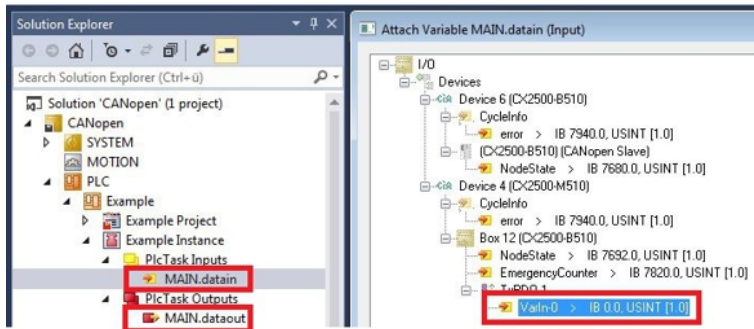 Solution Explorer
Search Solution Explorer (Ctrl+ü)
Solution 'CANopen' (1 project)
CANopen
SYSTEM
MOTION
PLC
Example
Example Project
Example Instance
PlcTask Inputs
MAIN.datain
PlcTask Outputs
MAIN.dataout
Attach Variable MAIN.datain (Input)
I/O
Devices
Device 6 (CX2500-B510)
CycleInfo
error > IB 7940.0, USINT [1.0]
(CX2500-B510) (CANopen Slave)
NodeState > IB 7680.0, USINT [1.0]
Device 4 (CX2500-M510)
CycleInfo
error > IB 7940.0, USINT [1.0]
Box 12 (CX2500-B510)
NodeState > IB 7692.0, USINT [1.0]
EmergencyCounter > IB 7820.0, USINT [1.0]
TxPDO 1
VarIn-0 > IB 0.0, USINT [1.0]